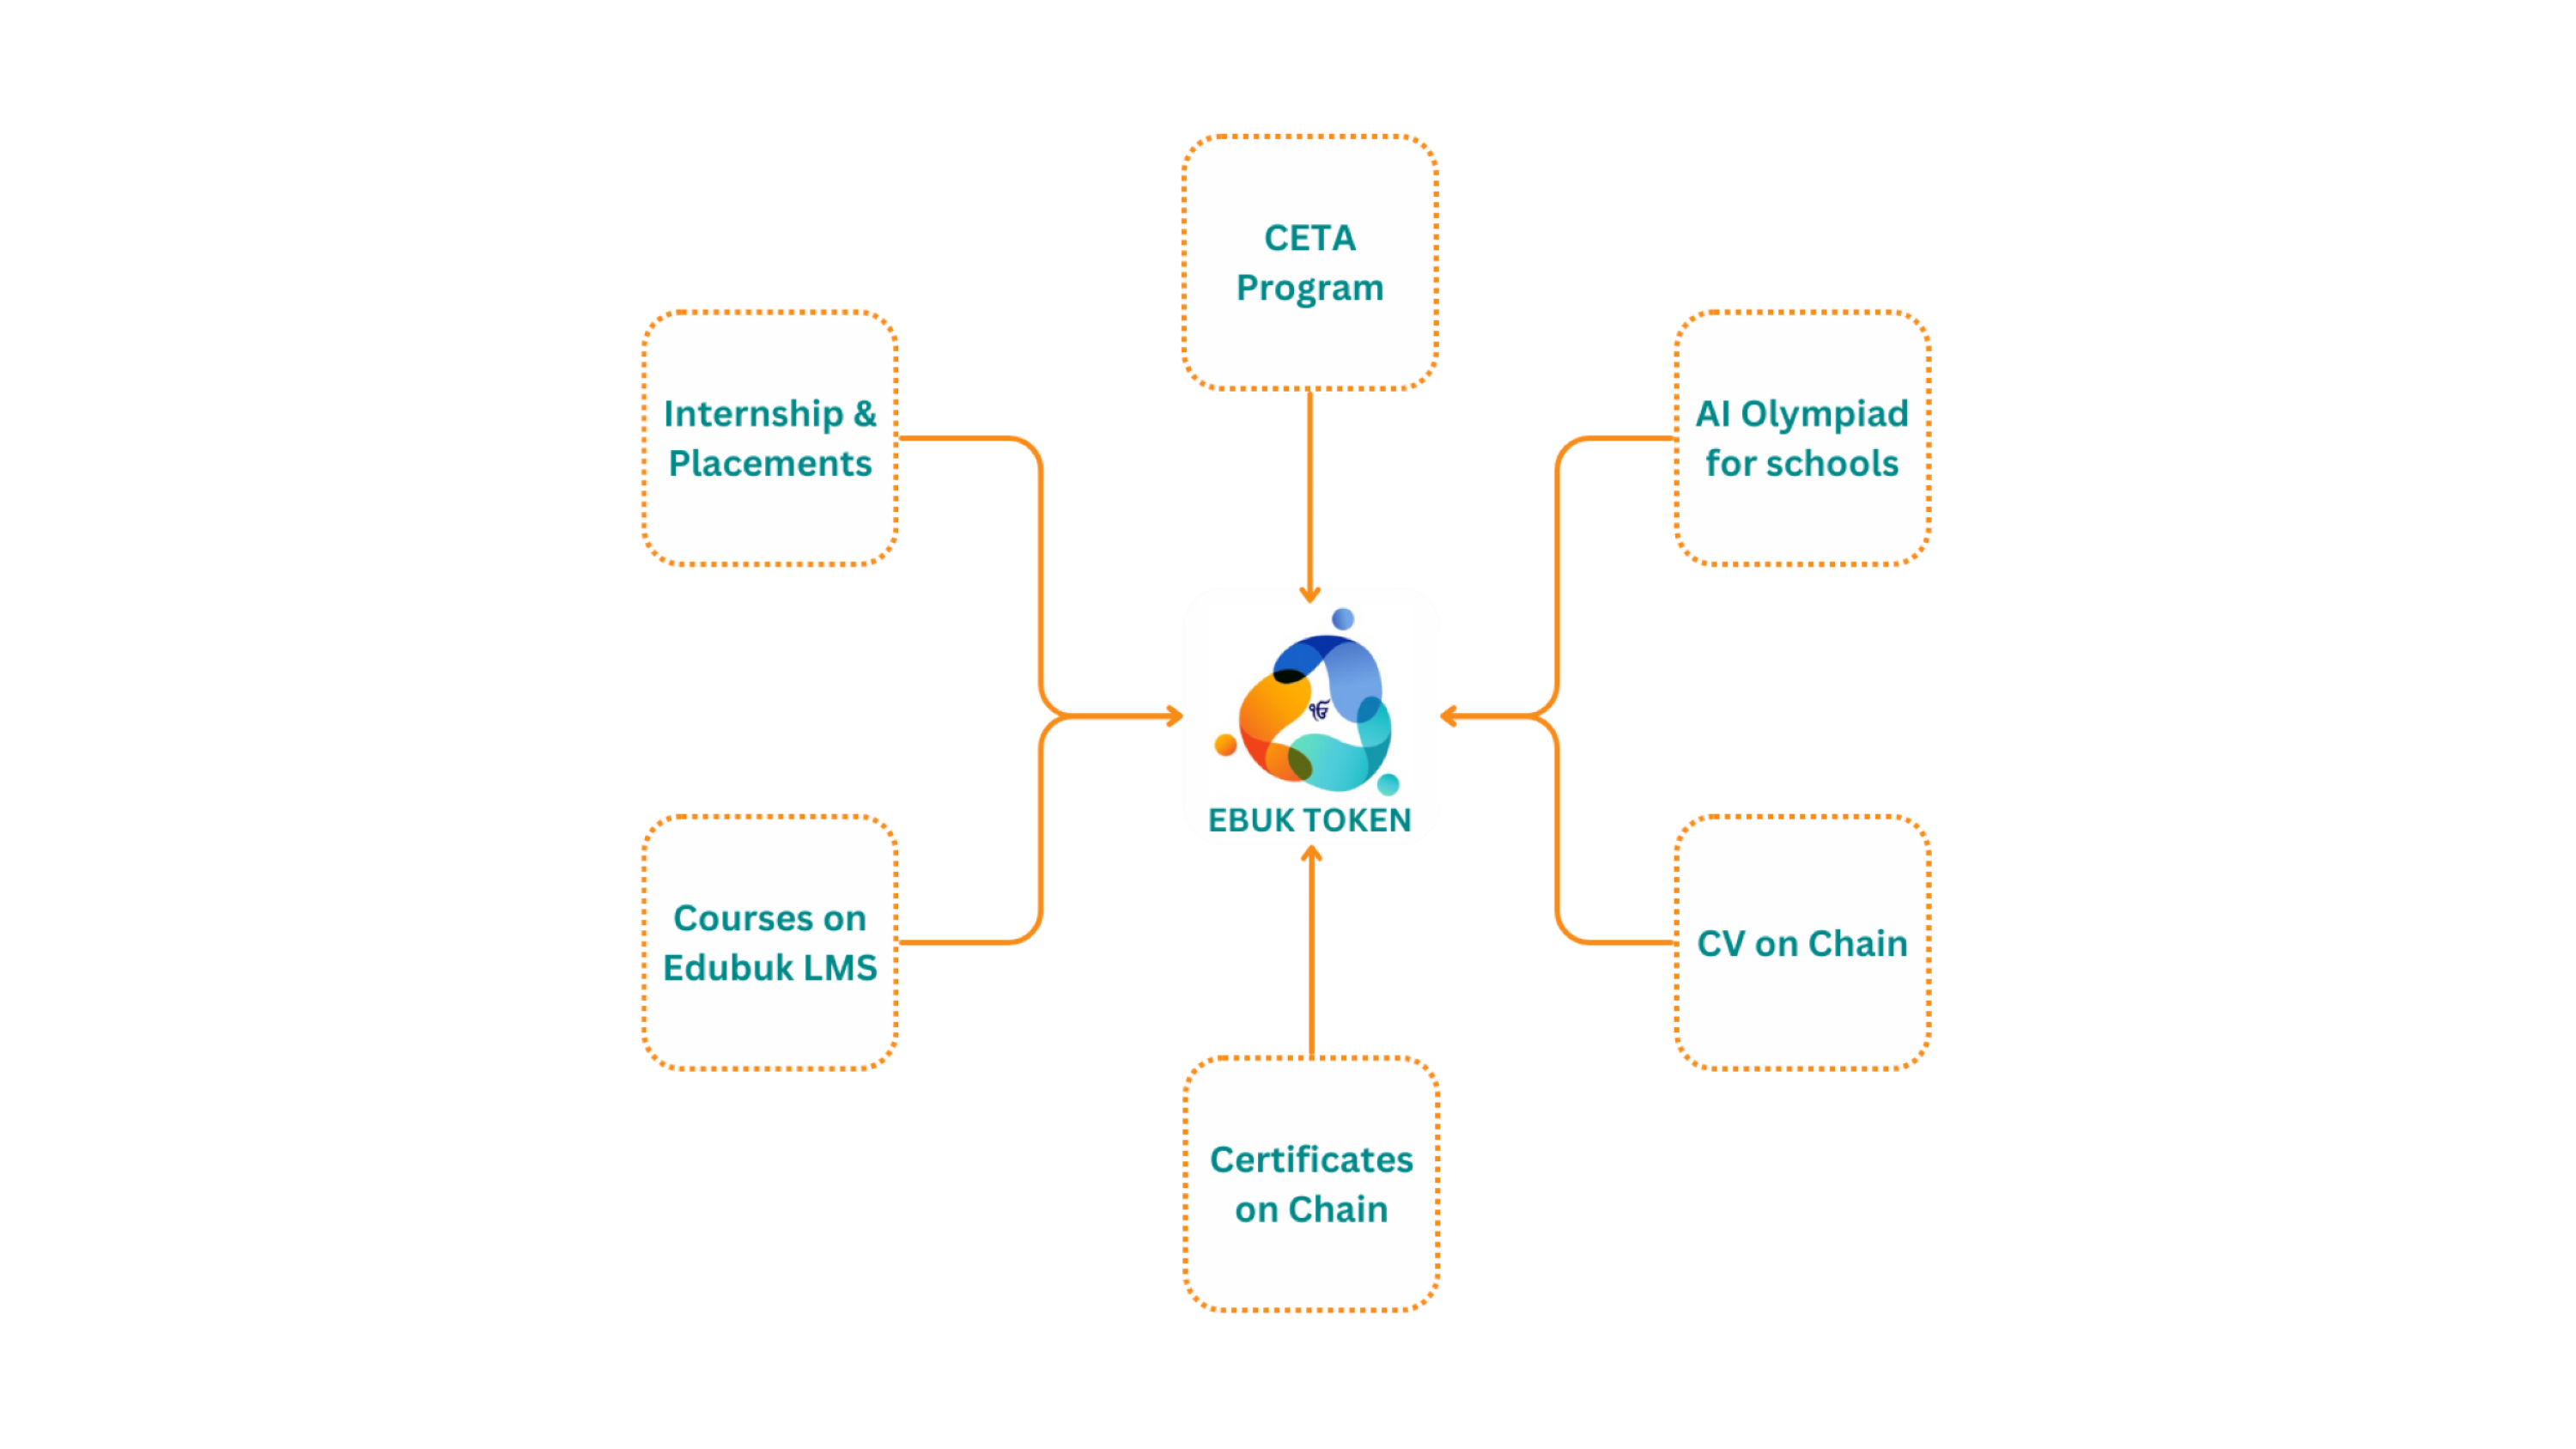 CETA
Program
Internship &
Placements
AI Olympiad
for schools
ੴ
EBUK TOKEN
Courses on
Edubuk LMS
CV on Chain
Certificates
on Chain